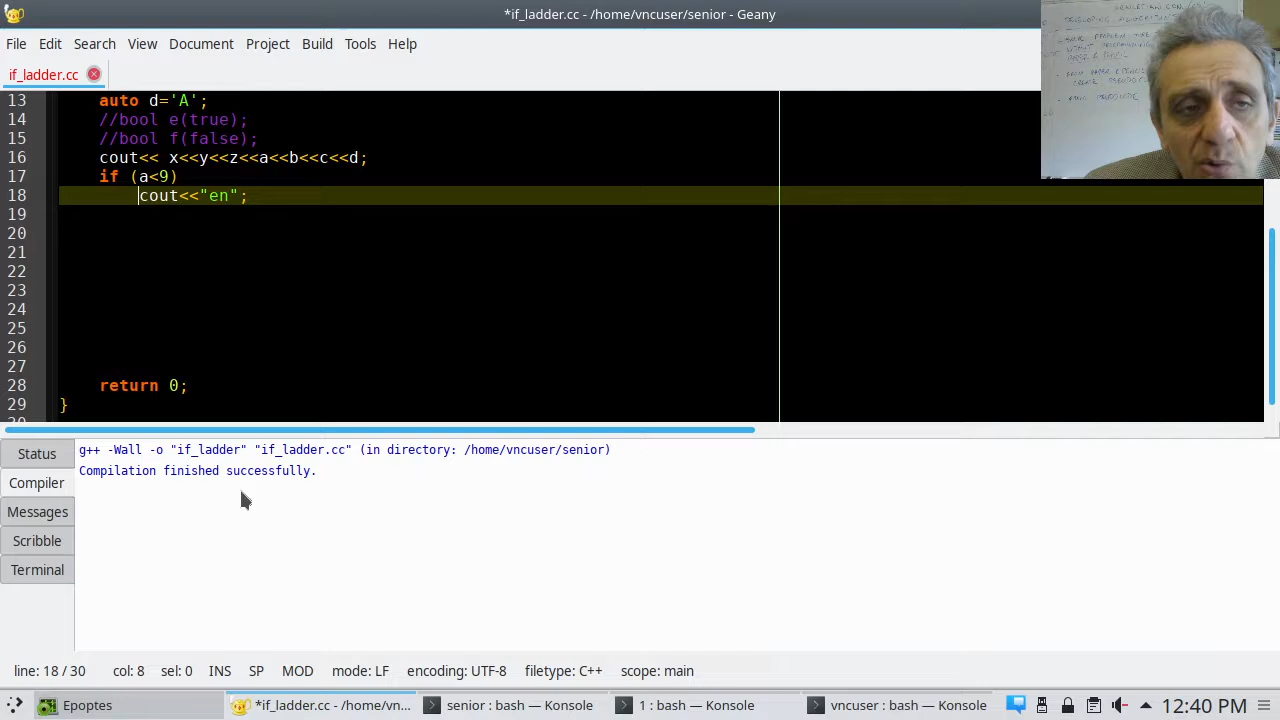 *if_ladder.cc - /home/vncuser/senior - Geany
File Edit Search View Document Project Build Tools Help
if_ladder.cc
13 auto d='A';
14 //bool e(true);
15 //bool f(false);
16 cout<< x<<y<<z<<a<<b<<c<<d;
17 if (a<9)
18 cout<<"en";
19
20
21
22
23
24
25
26
27
28 return 0;
29 }
Status
Compiler
Messages
Scribble
Terminal
g++ -Wall -o "if_ladder" "if_ladder.cc" (in directory: /home/vncuser/senior)
Compilation finished successfully.
line: 18 / 30 col: 8 sel: 0 INS SP MOD mode: LF encoding: UTF-8 filetype: C++ scope: main
Epoptes *if_ladder.cc - /home/vn... senior : bash — Konsole 1 : bash — Konsole vncuser : bash — Konsole 12:40 PM